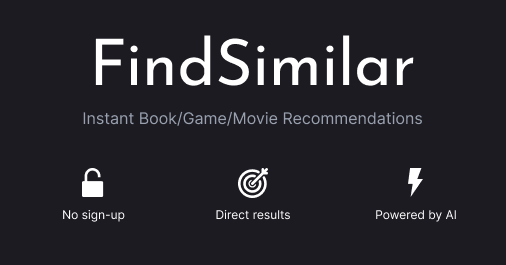 FindSimilar
Instant Book/Game/Movie Recommendations
No sign-up
Direct results
Powered by AI